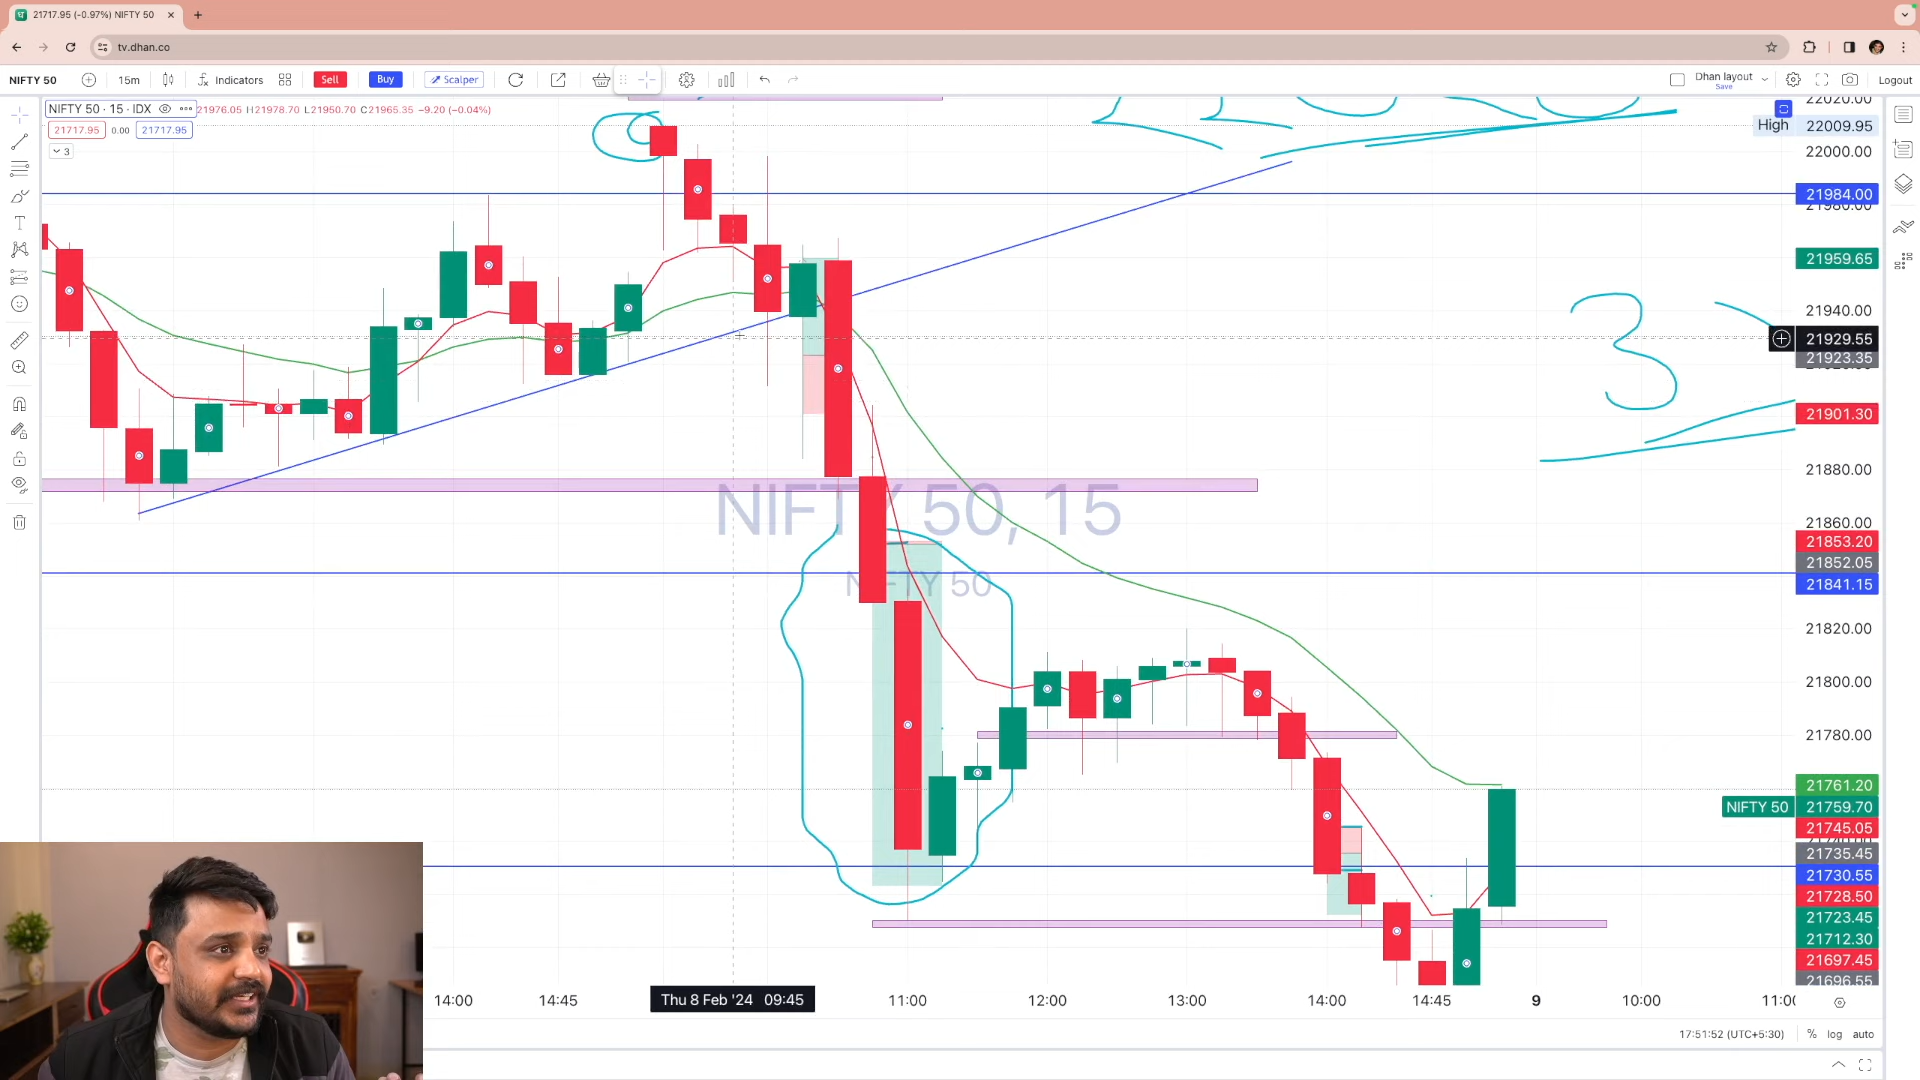 21717.95 (-0.97%) NIFTY 50
tv.dhan.co
NIFTY 50
15m
Indicators
Sell
Buy
Scalper
Dhan layout
Save
Logout
NIFTY 50 · 15 · IDX
21976.05 H21978.70 L21950.70 C21965.35 −9.20 (−0.04%)
21717.95 0.00 21717.95
3
High 22009.95
22000.00
21984.00
21959.65
21940.00
3
21929.55
21923.35
21901.30
21880.00
NIFTY 50, 15
NIFTY 50
21860.00
21853.20
21852.05
21841.15
21820.00
21800.00
21780.00
21761.20
NIFTY 50 21759.70
21745.05
21735.45
21730.55
21728.50
21723.45
21712.30
21697.45
21696.55
14:00 14:45 Thu 8 Feb '24 09:45 11:00 12:00 13:00 14:00 14:45 9 10:00
17:51:52 (UTC+5:30) % log auto